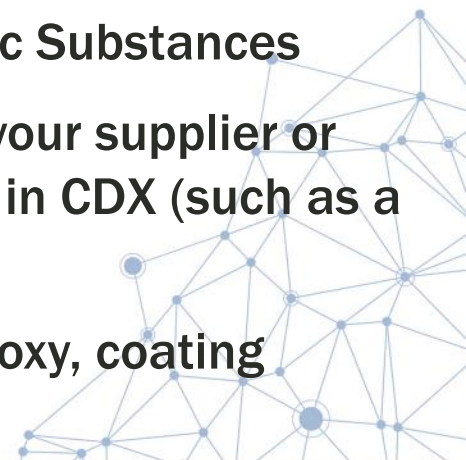 c Substances
your supplier or
in CDX (such as a
oxy, coating